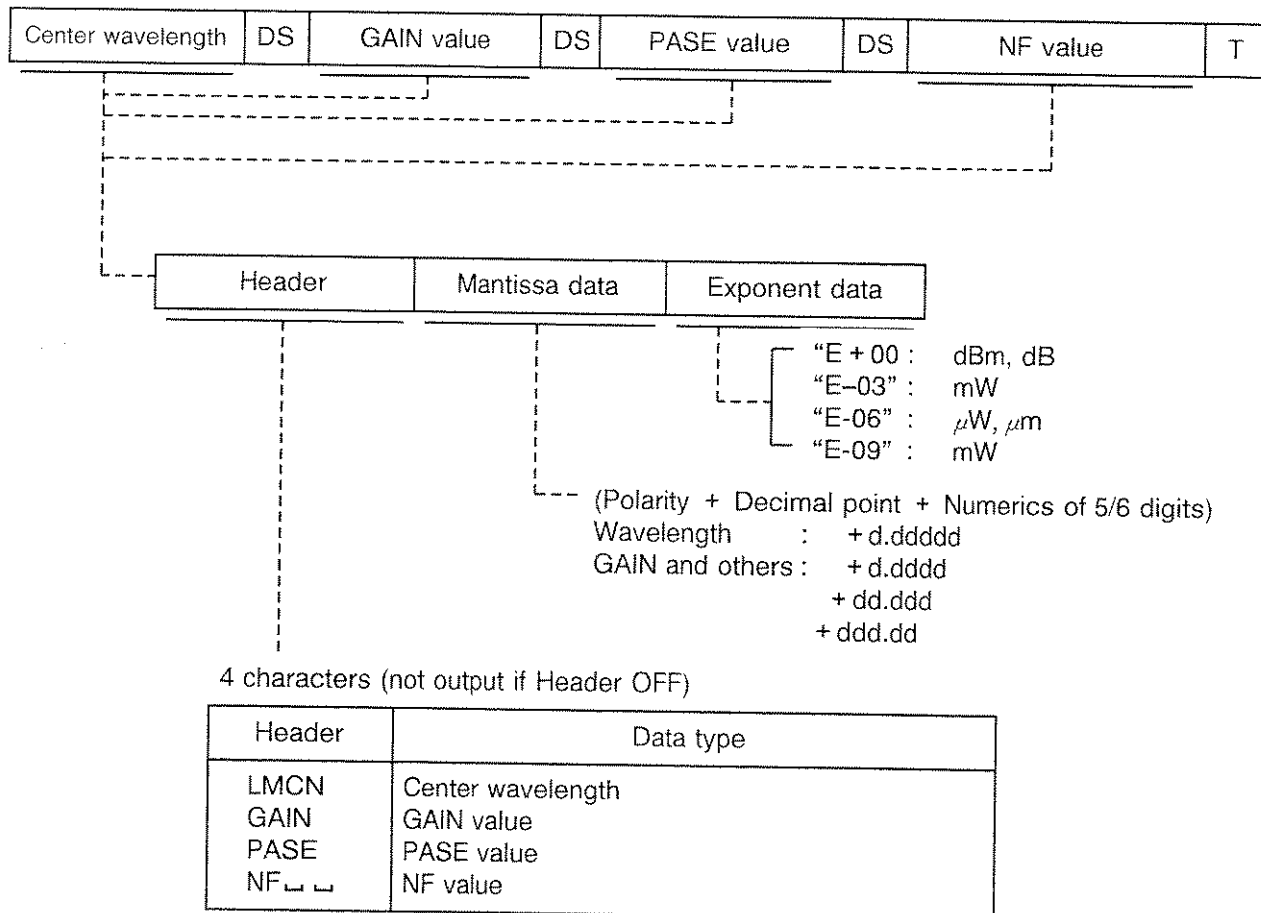 Center wavelength DS GAIN value DS PASE value DS NF value T
Header Mantissa data Exponent data
“E + 00 : dBm, dB
“E–03” : mW
“E-06” : μW, μm
“E-09” : mW
(Polarity + Decimal point + Numerics of 5/6 digits)
Wavelength : + d.ddddd
GAIN and others : + d.dddd
+ dd.ddd
+ ddd.dd
4 characters (not output if Header OFF)
Header Data type
LMCN Center wavelength
GAIN GAIN value
PASE PASE value
NF␣ ␣ NF value